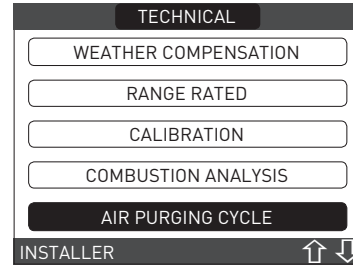 TECHNICAL
WEATHER COMPENSATION
RANGE RATED
CALIBRATION
COMBUSTION ANALYSIS
AIR PURGING CYCLE
INSTALLER